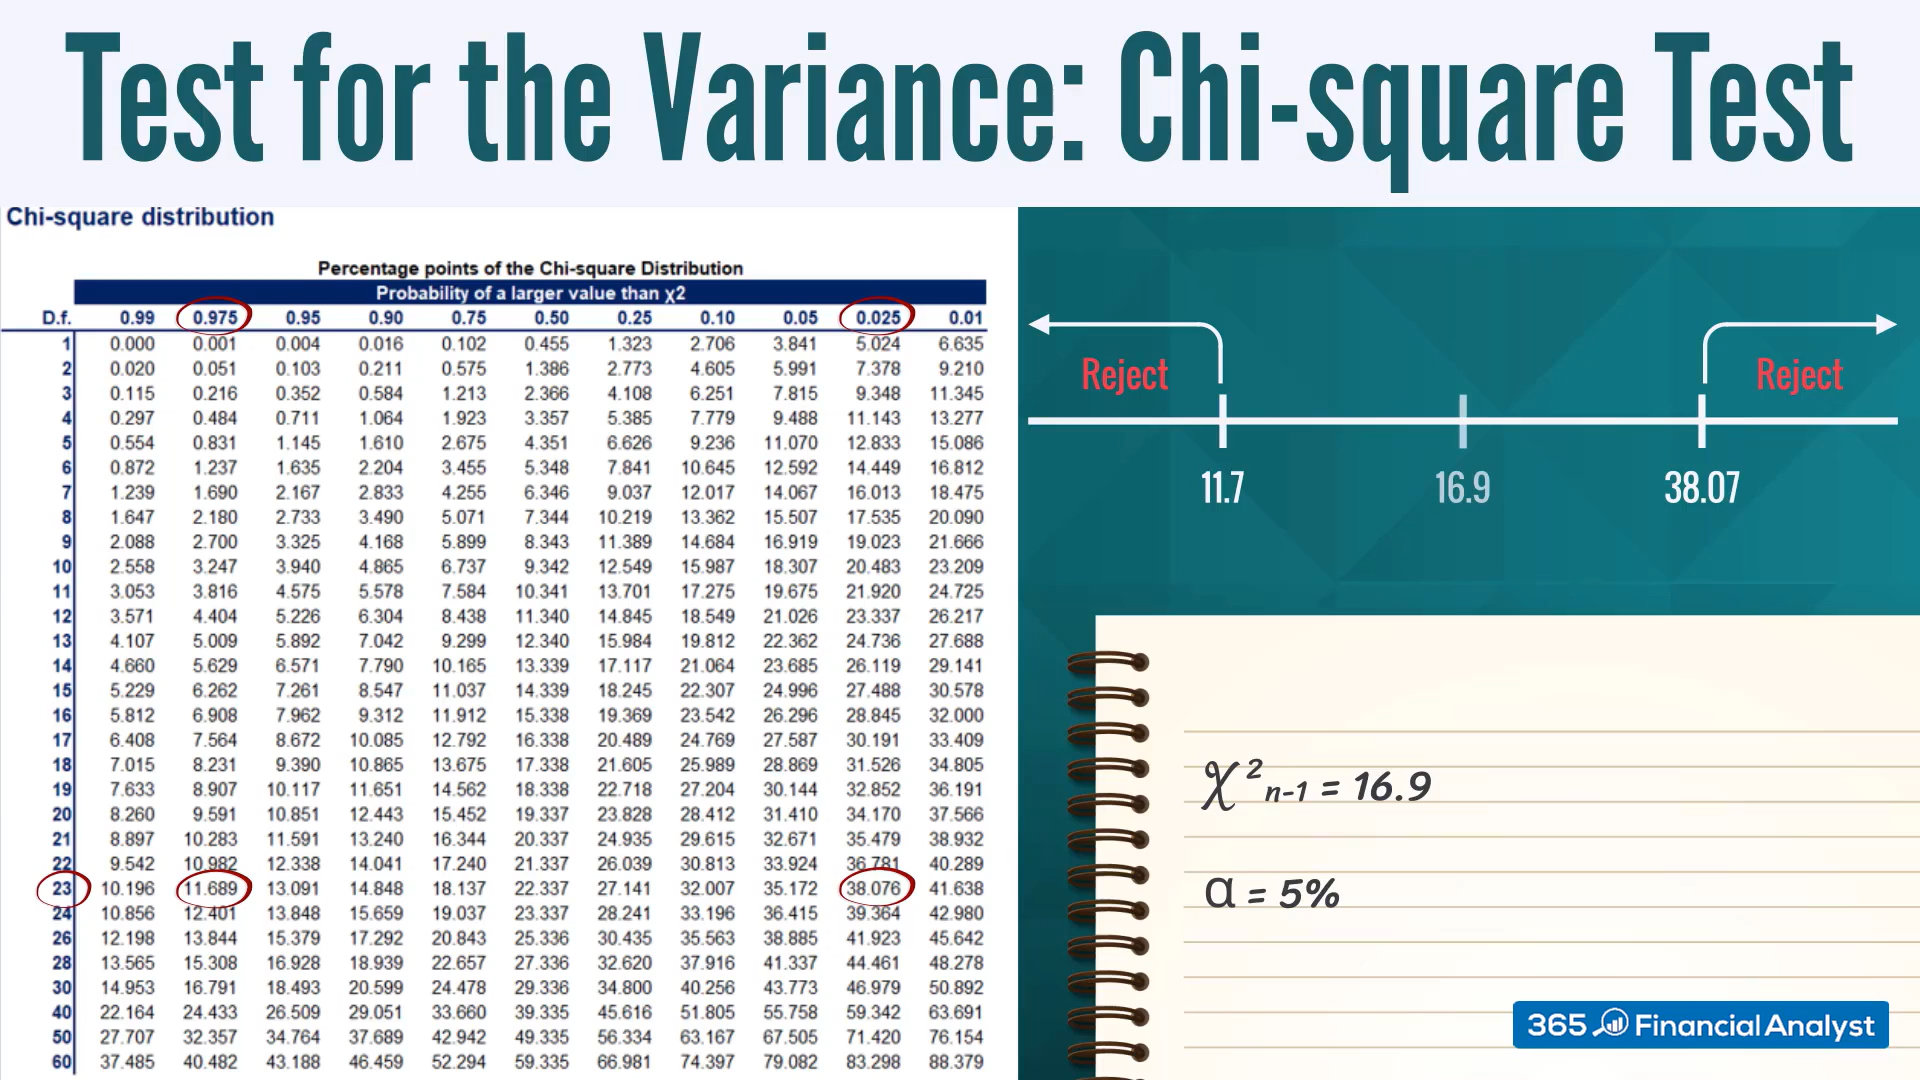 Test for the Variance: Chi-square Test
Chi-square distribution
Percentage points of the Chi-square Distribution
Probability of a larger value than χ2
D.f. 0.99 0.975 0.95 0.90 0.75 0.50 0.25 0.10 0.05 0.025 0.01
1 0.000 0.001 0.004 0.016 0.102 0.455 1.323 2.706 3.841 5.024 6.635
2 0.020 0.051 0.103 0.211 0.575 1.386 2.773 4.605 5.991 7.378 9.210
3 0.115 0.216 0.352 0.584 1.213 2.366 4.108 6.251 7.815 9.348 11.345
4 0.297 0.484 0.711 1.064 1.923 3.357 5.385 7.779 9.488 11.143 13.277
5 0.554 0.831 1.145 1.610 2.675 4.351 6.626 9.236 11.070 12.833 15.086
6 0.872 1.237 1.635 2.204 3.455 5.348 7.841 10.645 12.592 14.449 16.812
7 1.239 1.690 2.167 2.833 4.255 6.346 9.037 12.017 14.067 16.013 18.475
8 1.647 2.180 2.733 3.490 5.071 7.344 10.219 13.362 15.507 17.535 20.090
9 2.088 2.700 3.325 4.168 5.899 8.343 11.389 14.684 16.919 19.023 21.666
10 2.558 3.247 3.940 4.865 6.737 9.342 12.549 15.987 18.307 20.483 23.209
11 3.053 3.816 4.575 5.578 7.584 10.341 13.701 17.275 19.675 21.920 24.725
12 3.571 4.404 5.226 6.304 8.438 11.340 14.845 18.549 21.026 23.337 26.217
13 4.107 5.009 5.892 7.042 9.299 12.340 15.984 19.812 22.362 24.736 27.688
14 4.660 5.629 6.571 7.790 10.165 13.339 17.117 21.064 23.685 26.119 29.141
15 5.229 6.262 7.261 8.547 11.037 14.339 18.245 22.307 24.996 27.488 30.578
16 5.812 6.908 7.962 9.312 11.912 15.338 19.369 23.542 26.296 28.845 32.000
17 6.408 7.564 8.672 10.085 12.792 16.338 20.489 24.769 27.587 30.191 33.409
18 7.015 8.231 9.390 10.865 13.675 17.338 21.605 25.989 28.869 31.526 34.805
19 7.633 8.907 10.117 11.651 14.562 18.338 22.718 27.204 30.144 32.852 36.191
20 8.260 9.591 10.851 12.443 15.452 19.337 23.828 28.412 31.410 34.170 37.566
21 8.897 10.283 11.591 13.240 16.344 20.337 24.935 29.615 32.671 35.479 38.932
22 9.542 10.982 12.338 14.041 17.240 21.337 26.039 30.813 33.924 36.781 40.289
23 10.196 11.689 13.091 14.848 18.137 22.337 27.141 32.007 35.172 38.076 41.638
24 10.856 12.401 13.848 15.659 19.037 23.337 28.241 33.196 36.415 39.364 42.980
26 12.198 13.844 15.379 17.292 20.843 25.336 30.435 35.563 38.885 41.923 45.642
28 13.565 15.308 16.928 18.939 22.657 27.336 32.620 37.916 41.337 44.461 48.278
30 14.953 16.791 18.493 20.599 24.478 29.336 34.800 40.256 43.773 46.979 50.892
40 22.164 24.433 26.509 29.051 33.660 39.335 45.616 51.805 55.758 59.342 63.691
50 27.707 32.357 34.764 37.689 42.942 49.335 56.334 63.167 67.505 71.420 76.154
60 37.485 40.482 43.188 46.459 52.294 59.335 66.981 74.397 79.082 83.298 88.379
Reject Reject
11.7 16.9 38.07
χ²n-1 = 16.9
α = 5%
365 Financial Analyst